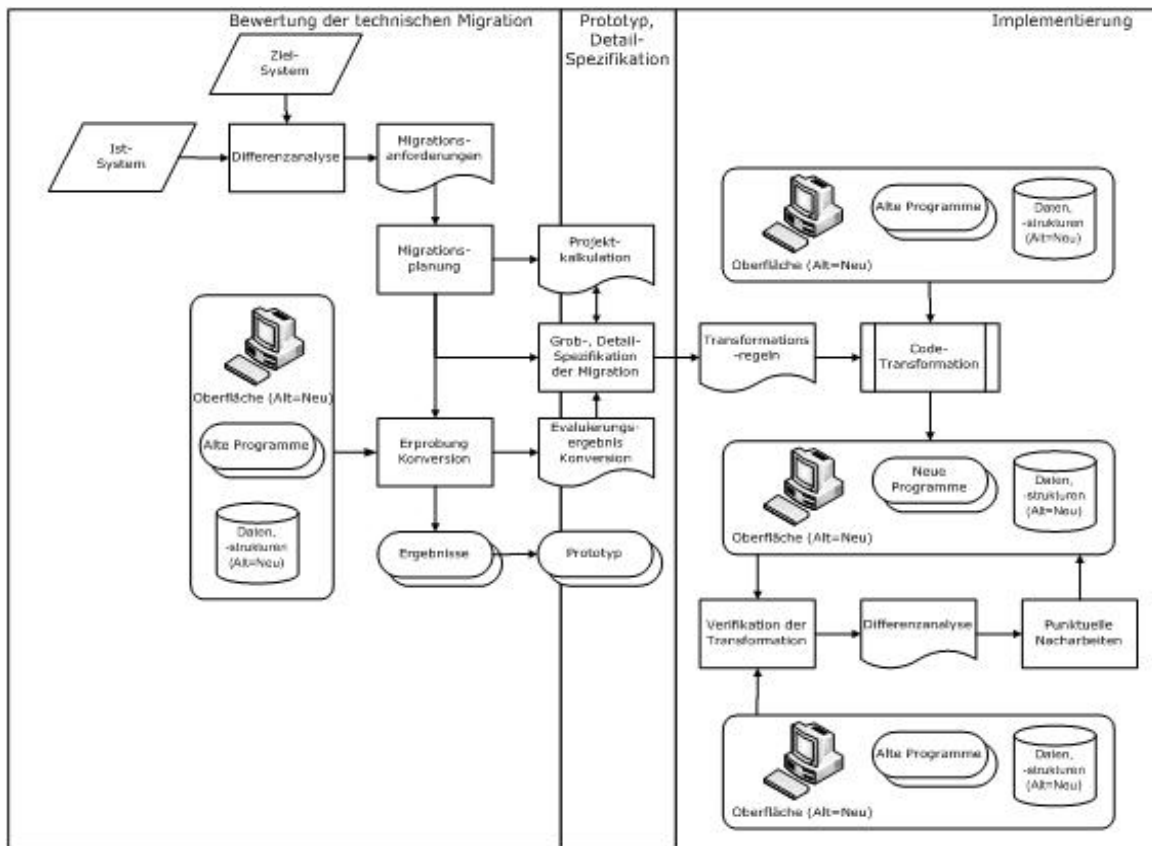 Bewertung der technischen Migration
Prototyp,
Detail-
Spezifikation
Implementierung
Ziel-
System
Ist-
System
Differenzanalyse
Migrations-
anforderungen
Migrations-
planung
Projekt-
kalkulation
Oberfläche (Alt=Neu)
Alte Programme
Daten,
-strukturen
(Alt=Neu)
Grob-, Detail-
Spezifikation
der Migration
Erprobung
Konversion
Evaluierungs-
ergebnis
Konversion
Ergebnisse
Prototyp
Alte Programme
Daten,
-strukturen
(Alt=Neu)
Oberfläche (Alt=Neu)
Transformations
-regeln
Code-
Transformation
Neue
Programme
Daten,
-strukturen
(Alt=Neu)
Oberfläche (Alt=Neu)
Verifikation der
Transformation
Differenzanalyse
Punktuelle
Nacharbeiten
Alte Programme
Daten,
-strukturen
(Alt=Neu)
Oberfläche (Alt=Neu)